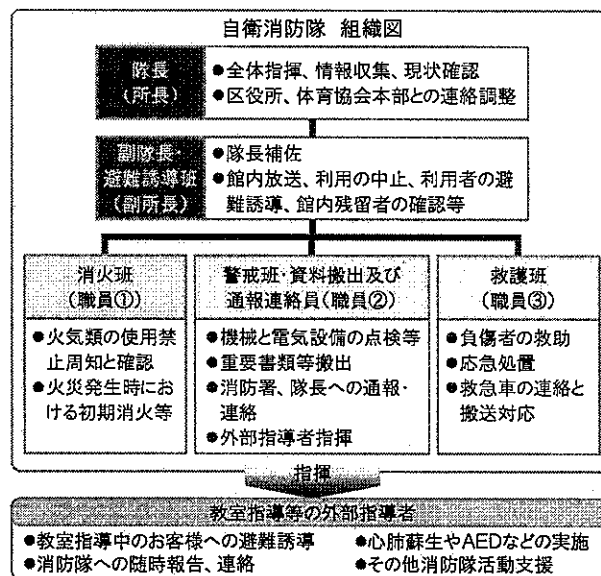 自衛消防隊 組織図
隊長
(所長)
●全体指揮、情報収集、現状確認
●区役所、体育協会本部との連絡調整
副隊長・
避難誘導班
(副所長)
●隊長補佐
●館内放送、利用の中止、利用者の避
難誘導、館内残留者の確認等
消火班
(職員①)
●火気類の使用禁
止周知と確認
●火災発生時にお
ける初期消火等
警戒班・資料搬出及び
通報連絡員(職員②)
●機械と電気設備の点検等
●重要書類等搬出
●消防署、隊長への通報・
連絡
●外部指導者指揮
救護班
(職員③)
●負傷者の救助
●応急処置
●救急車の連絡と
搬送対応
指揮
教室指導等の外部指導者
●教室指導中のお客様への避難誘導
●消防隊への随時報告、連絡
●心肺蘇生やAEDなどの実施
●その他消防隊活動支援